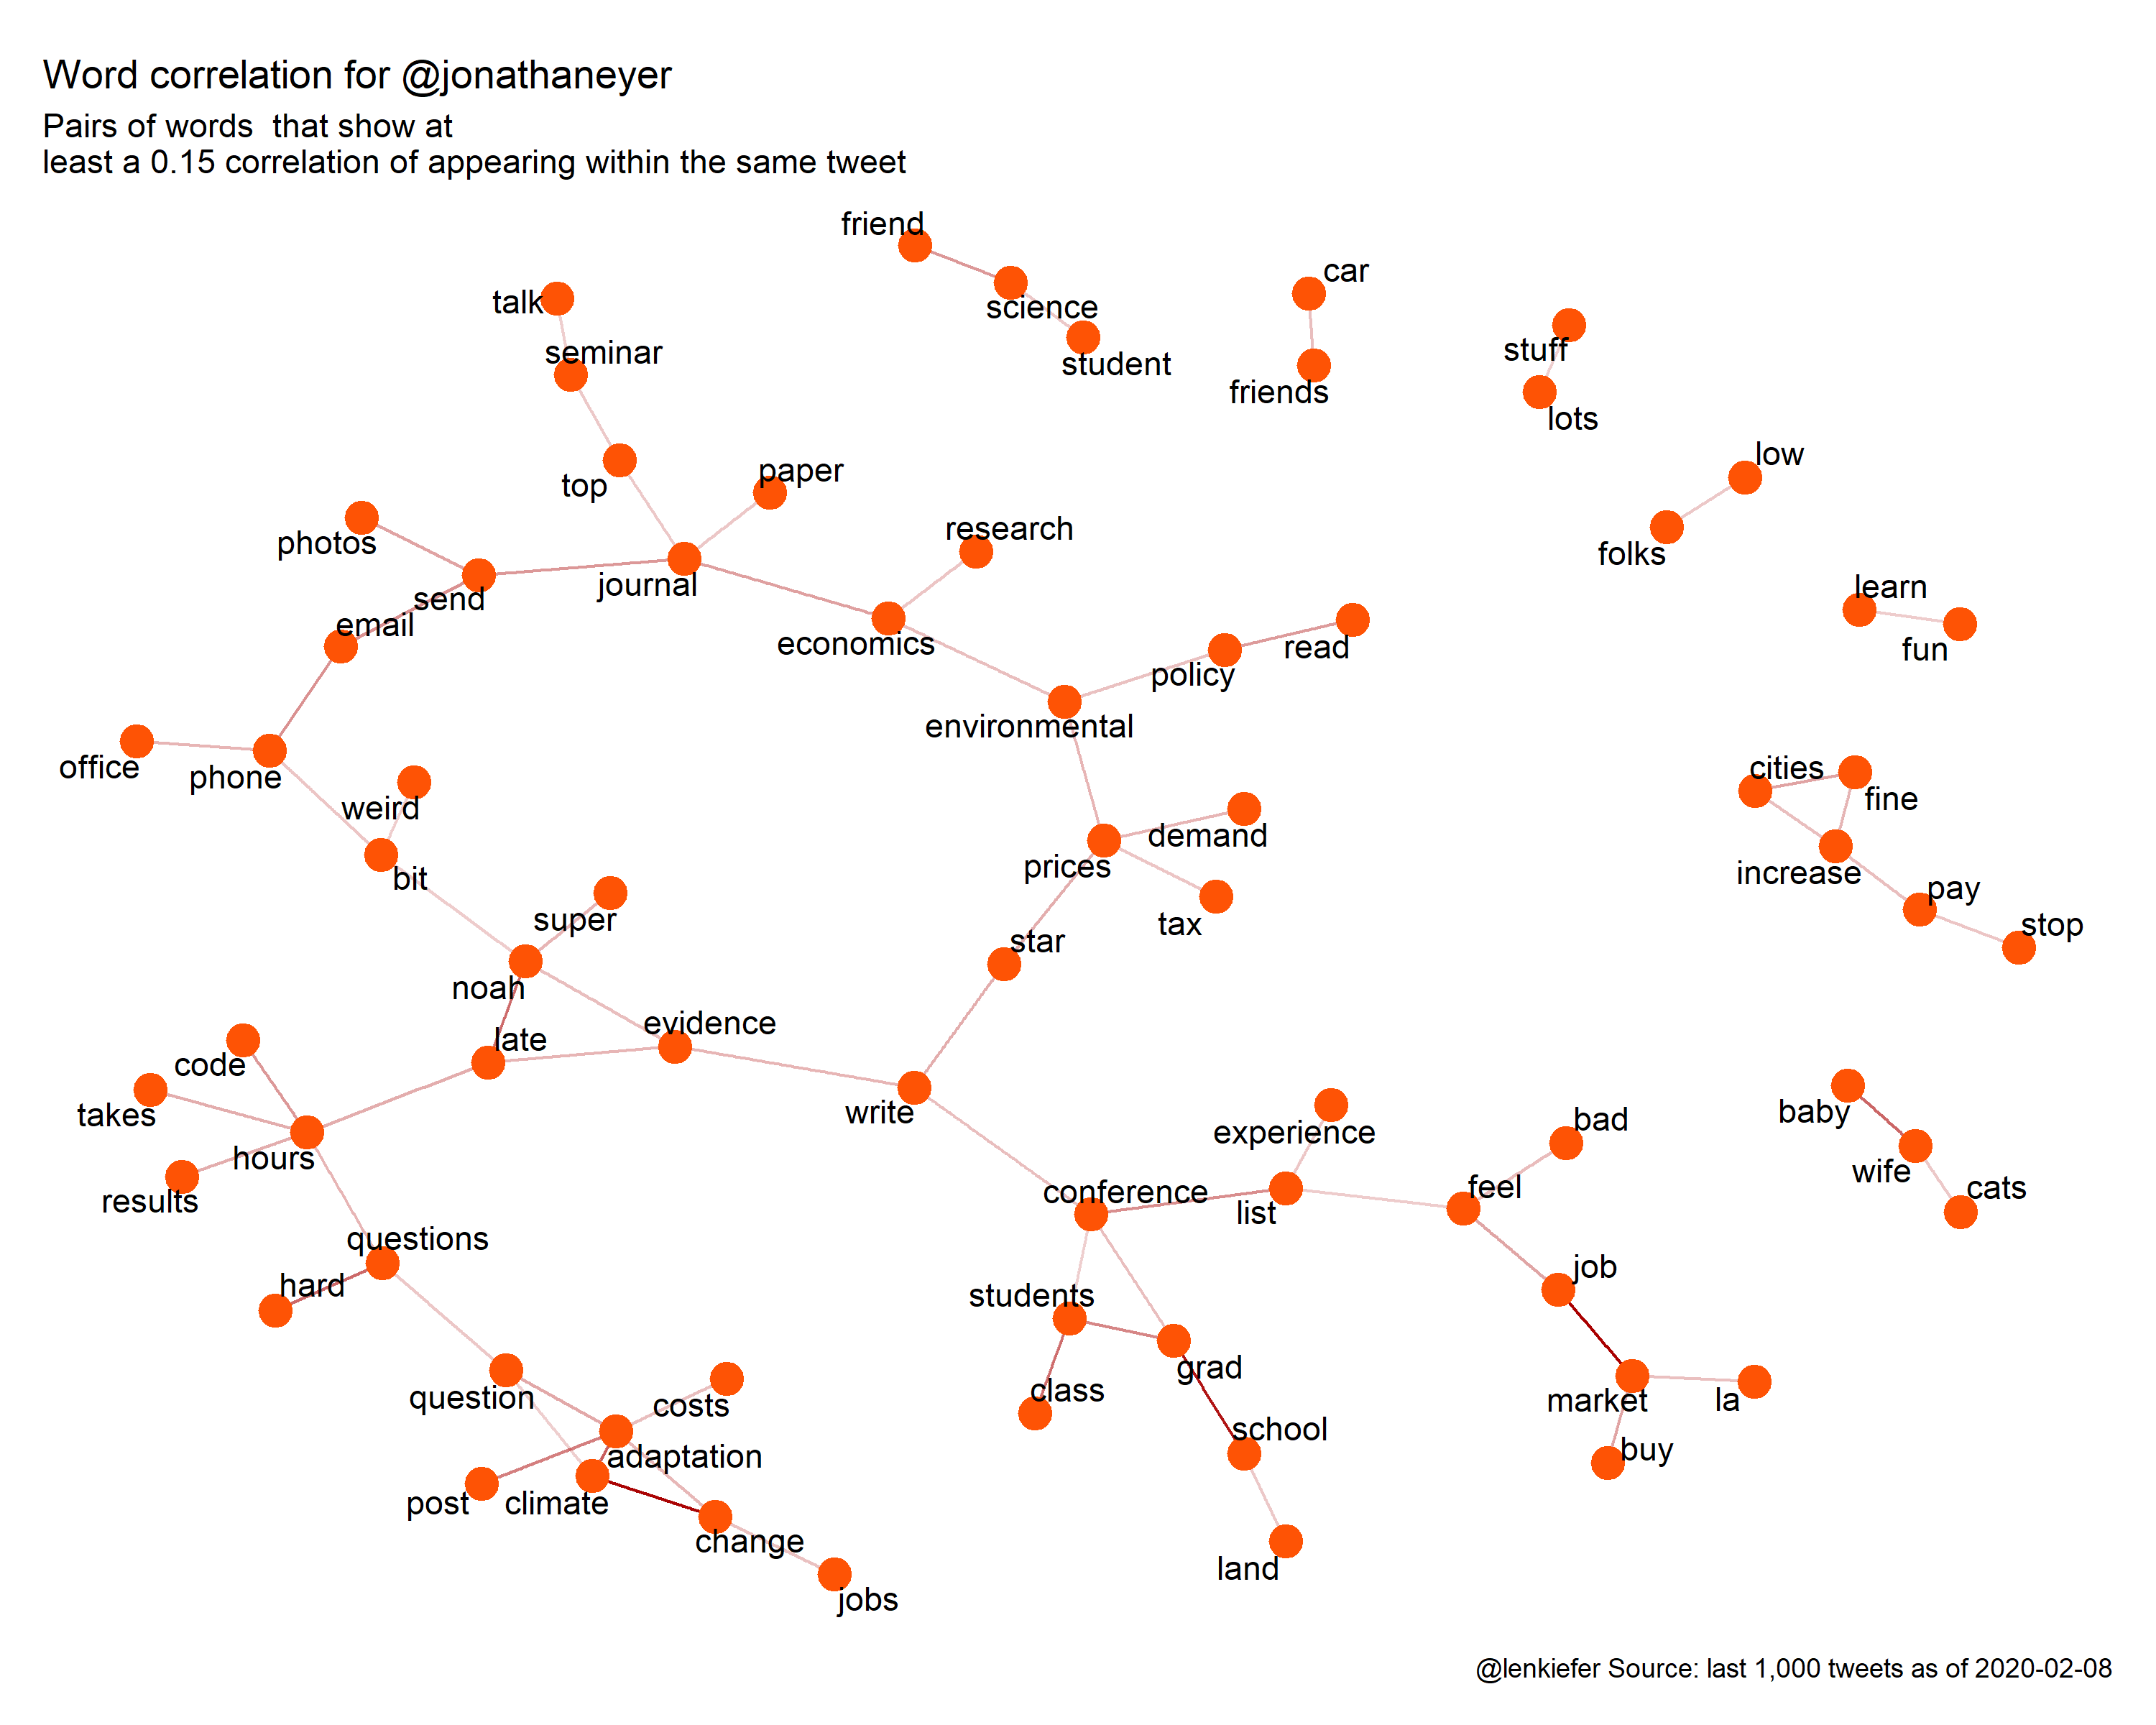 Word correlation for @jonathaneyer
Pairs of words  that show at
least a 0.15 correlation of appearing within the same tweet
friend
car
talk
science
stuff
seminar
student
friends
lots
low
paper
top
research
photos
folks
journal
learn
send
email
economics
read
fun
policy
environmental
office
phone
cities
weird
fine
demand
prices
increase
bit
pay
super
tax
stop
star
noah
evidence
late
code
takes
write
baby
bad
experience
hours
wife
results
conference
feel
cats
list
questions
job
hard
students
grad
class
question
costs
market
la
school
buy
adaptation
post
climate
change
land
jobs
@lenkiefer Source: last 1,000 tweets as of 2020-02-08